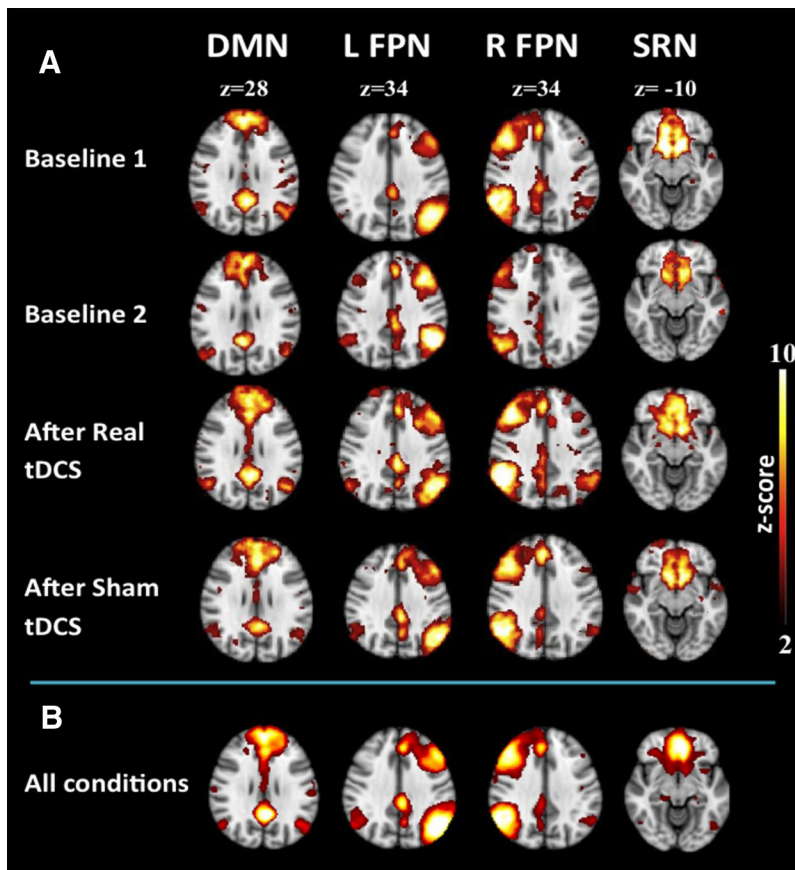 A
DMN L FPN R FPN SRN
z=28 z=34 z=34 z= -10
Baseline 1
Baseline 2
After Real
tDCS
After Sham
tDCS
10
z-score
2
B
All conditions